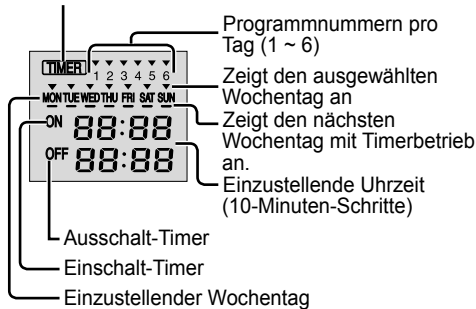 Programmnummern pro
Tag (1 ~ 6)
TIMER
1 2 3 4 5 6
Zeigt den ausgewählten
Wochentag an
MON TUE WED THU FRI SAT SUN
Zeigt den nächsten
Wochentag mit Timerbetrieb
an.
ON 88:88
OFF 88:88
Einzustellende Uhrzeit
(10-Minuten-Schritte)
Ausschalt-Timer
Einschalt-Timer
Einzustellender Wochentag